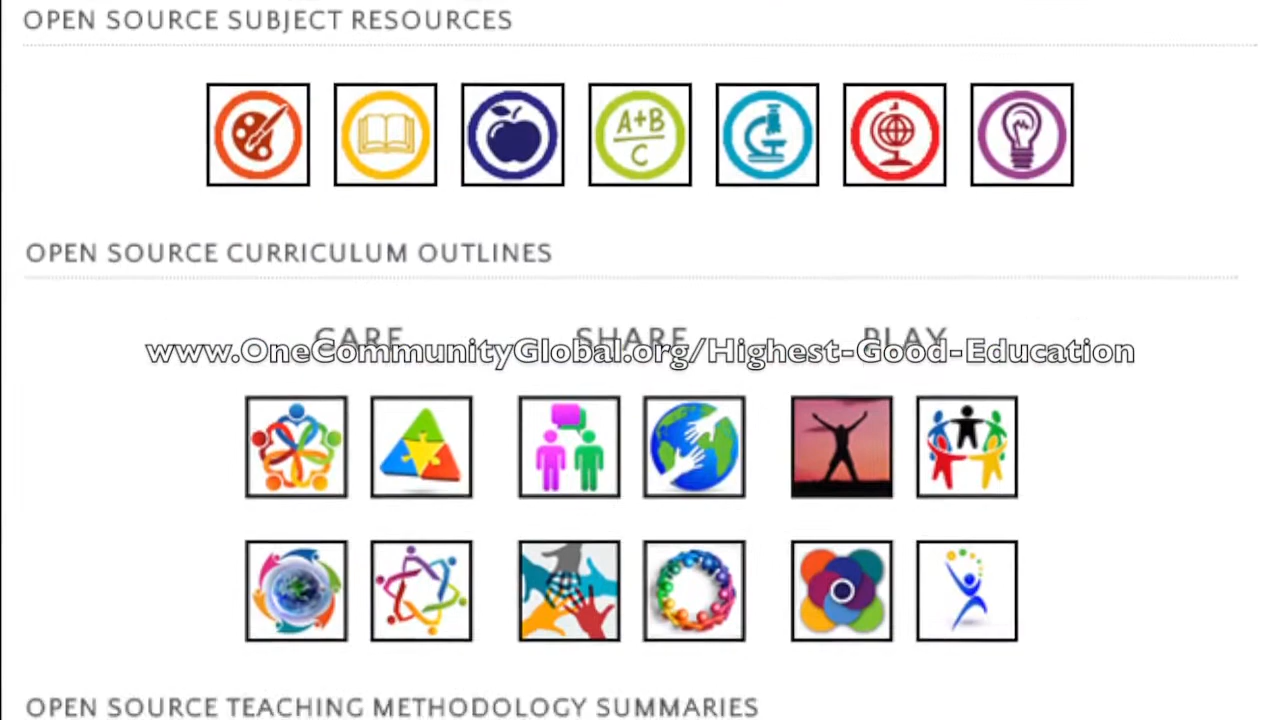 OPEN SOURCE SUBJECT RESOURCES
A+B
C
OPEN SOURCE CURRICULUM OUTLINES
CARE SHARE PLAY
www.OneCommunityGlobal.org/Highest-Good-Education
OPEN SOURCE TEACHING METHODOLOGY SUMMARIES